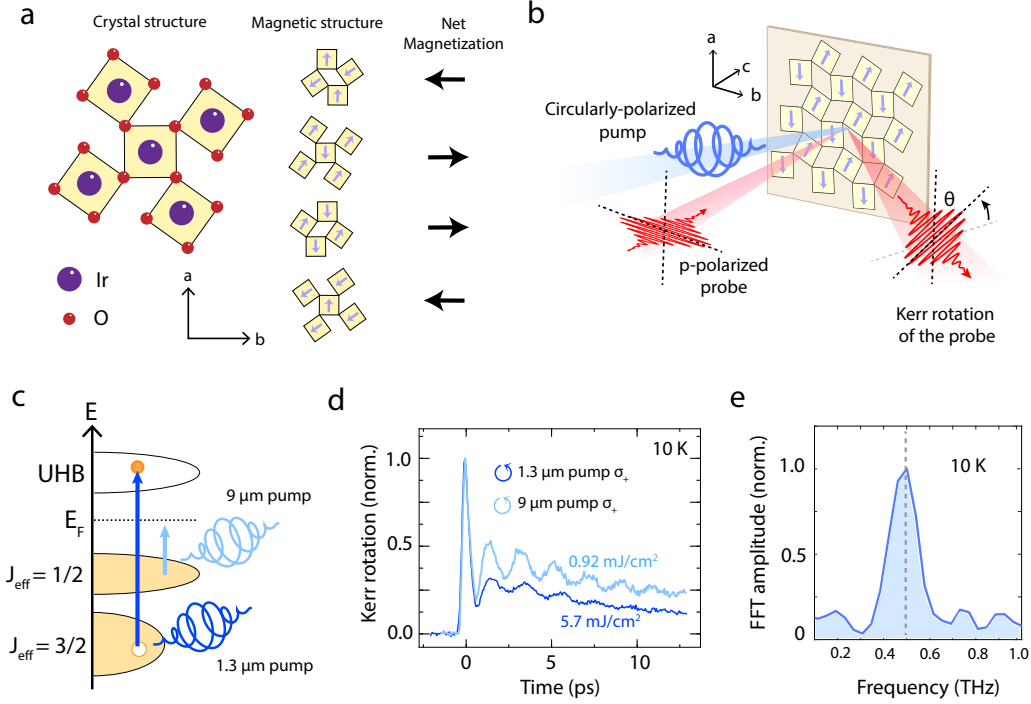 a
Crystal structure
Magnetic structure
Net
Magnetization
Ir
O
a
b
b
a
c
b
Circularly-polarized
pump
p-polarized
probe
θ
Kerr rotation
of the probe
c
E
UHB
E_F
J_eff = 1/2
J_eff = 3/2
9 μm pump
1.3 μm pump
d
10 K
1.3 μm pump σ₊
9 μm pump σ₊
0.92 mJ/cm²
5.7 mJ/cm²
Kerr rotation (norm.)
1.0
0.5
0.0
0
5
10
Time (ps)
e
10 K
FFT amplitude (norm.)
1.0
0.5
0
0.2
0.4
0.6
0.8
1.0
Frequency (THz)